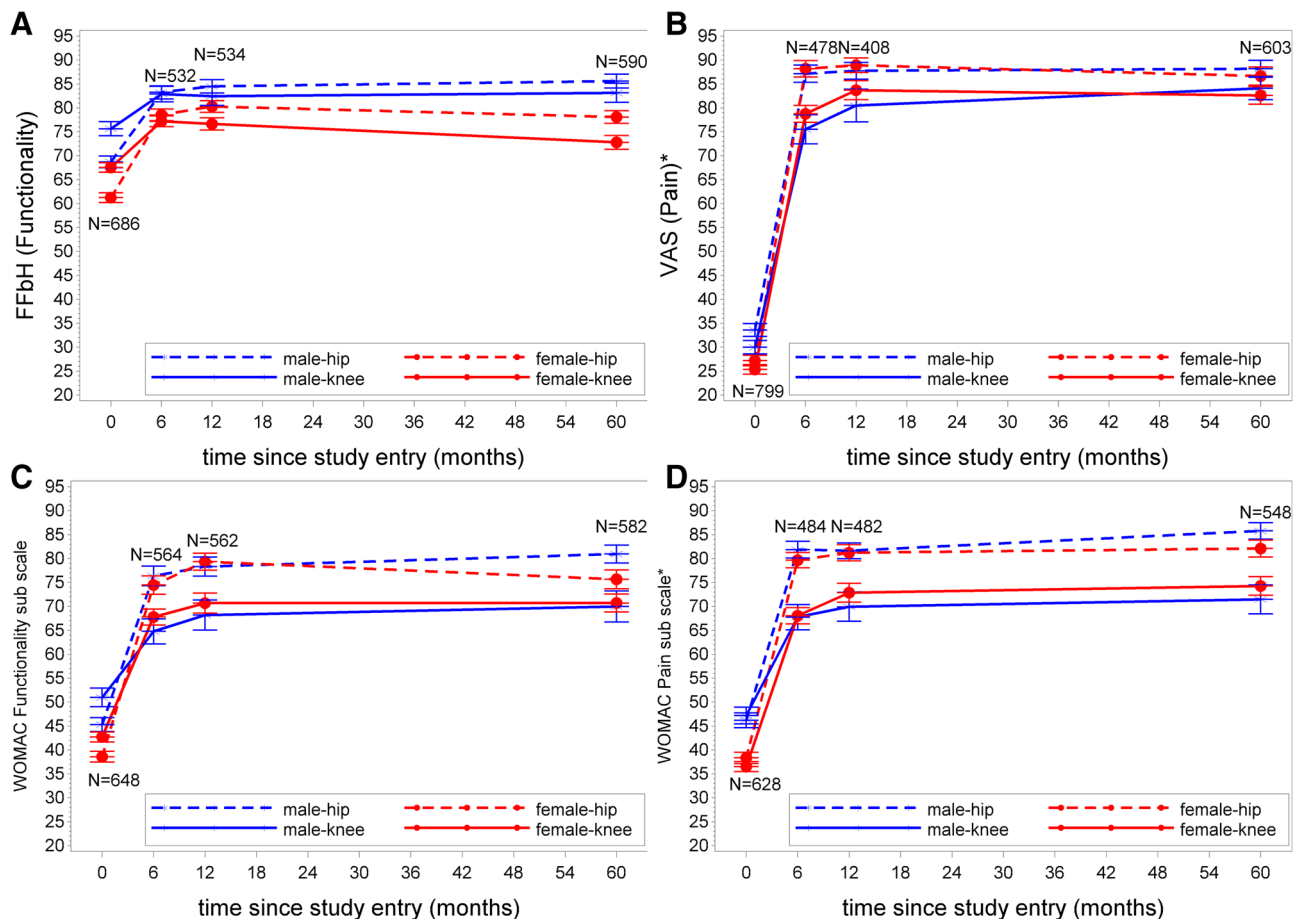 A
FFbH (Functionality)
95
90
85
80
75
70
65
60
55
50
45
40
35
30
25
20
N=686
N=532
N=534
N=590
male-hip
female-hip
male-knee
female-knee
0 6 12 18 24 30 36 42 48 54 60
time since study entry (months)
B
VAS (Pain)*
95
90
85
80
75
70
65
60
55
50
45
40
35
30
25
20
N=799
N=478
N=408
N=603
male-hip
female-hip
male-knee
female-knee
0 6 12 18 24 30 36 42 48 54 60
time since study entry (months)
C
WOMAC Functionality sub scale
95
90
85
80
75
70
65
60
55
50
45
40
35
30
25
20
N=648
N=564
N=562
N=582
male-hip
female-hip
male-knee
female-knee
0 6 12 18 24 30 36 42 48 54 60
time since study entry (months)
D
WOMAC Pain sub scale*
95
90
85
80
75
70
65
60
55
50
45
40
35
30
25
20
N=628
N=484
N=482
N=548
male-hip
female-hip
male-knee
female-knee
0 6 12 18 24 30 36 42 48 54 60
time since study entry (months)